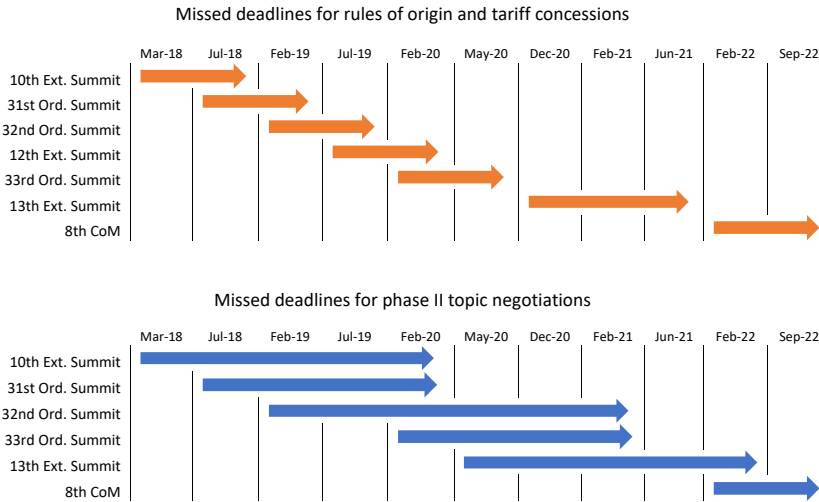 Missed deadlines for rules of origin and tariff concessions
Mar-18 Jul-18 Feb-19 Jul-19 Feb-20 May-20 Dec-20 Feb-21 Jun-21 Feb-22 Sep-22
10th Ext. Summit
31st Ord. Summit
32nd Ord. Summit
12th Ext. Summit
33rd Ord. Summit
13th Ext. Summit
8th CoM
Missed deadlines for phase II topic negotiations
Mar-18 Jul-18 Feb-19 Jul-19 Feb-20 May-20 Dec-20 Feb-21 Jun-21 Feb-22 Sep-22
10th Ext. Summit
31st Ord. Summit
32nd Ord. Summit
33rd Ord. Summit
13th Ext. Summit
8th CoM